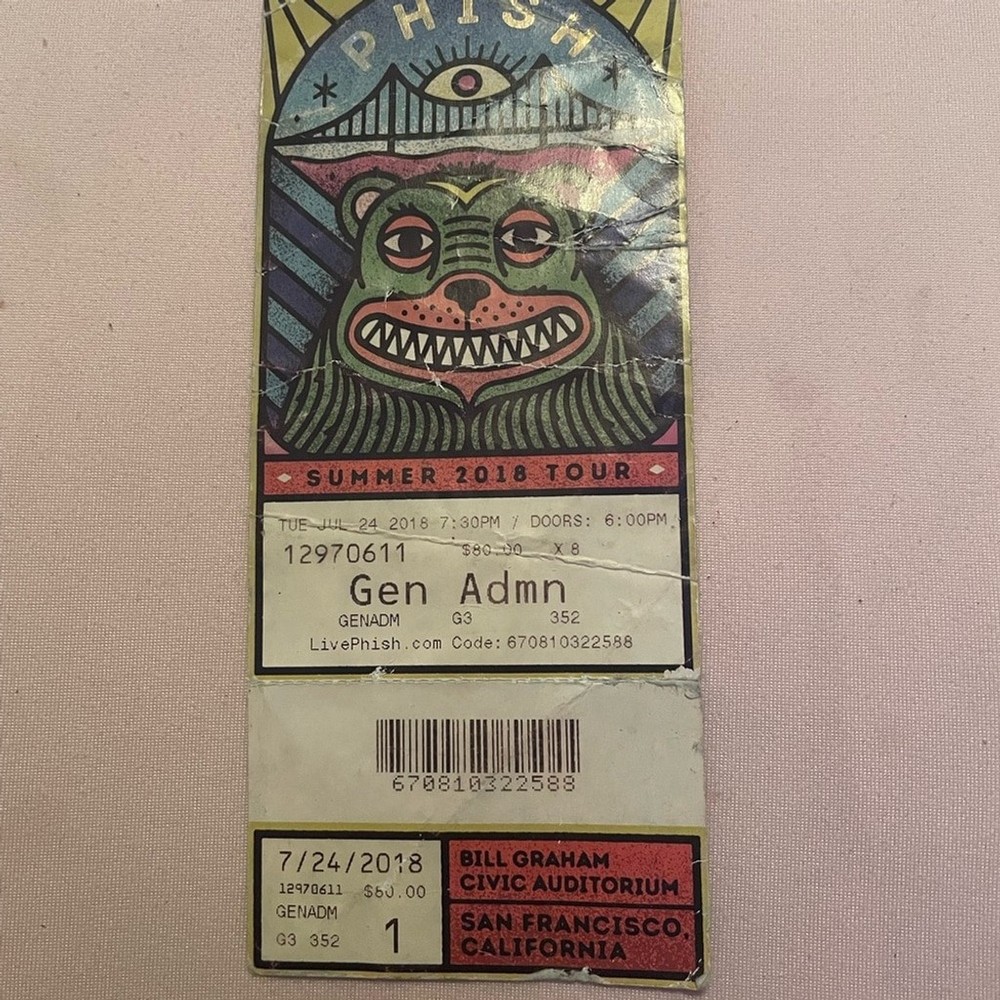 PHISH
SUMMER 2018 TOUR
TUE JUL 24 2018 7:30PM / DOORS: 6:00PM
12970611 $80.00 X 8
Gen Admn
GENADM G3 352
LivePhish.com Code: 670810322588
670810322588
7/24/2018
12970611 $80.00
GENADM
G3 352 1
BILL GRAHAM
CIVIC AUDITORIUM
SAN FRANCISCO,
CALIFORNIA